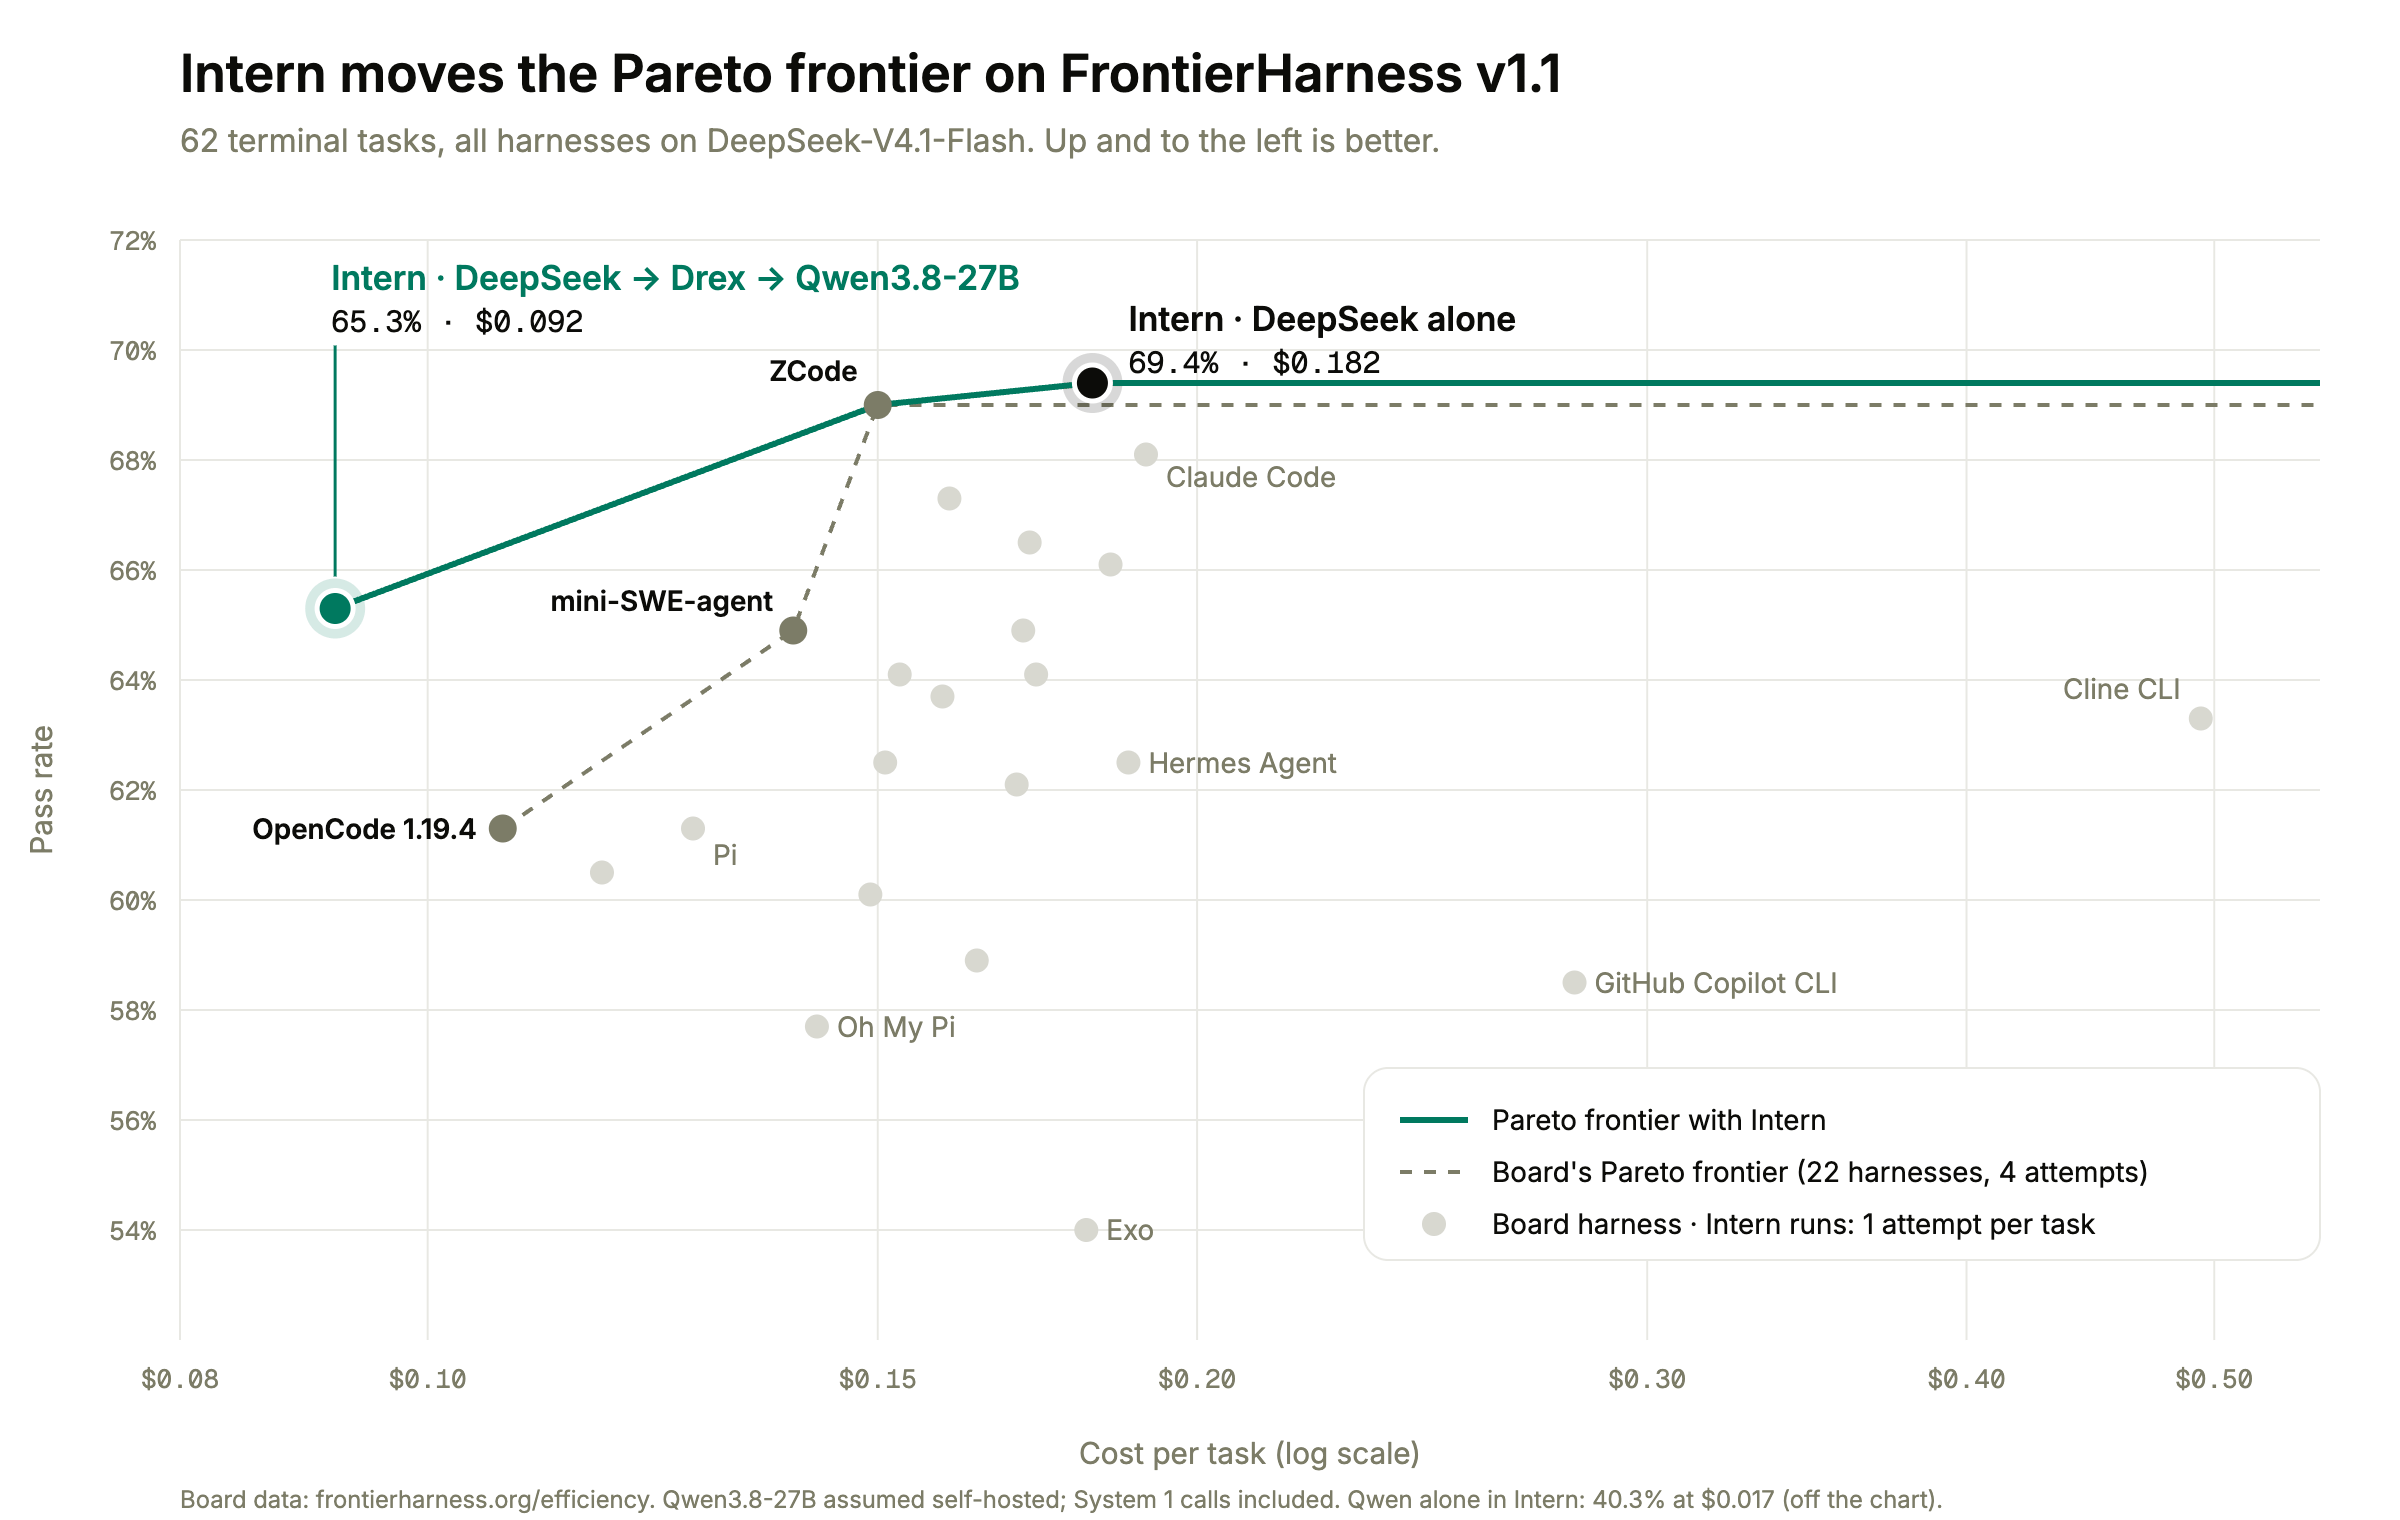 Intern moves the Pareto frontier on FrontierHarness v1.1
62 terminal tasks, all harnesses on DeepSeek-V4.1-Flash. Up and to the left is better.
72%
Intern · DeepSeek → Drex → Qwen3.8-27B
65.3% · $0.092
Intern · DeepSeek alone
69.4% · $0.182
70%
ZCode
68%
Claude Code
66%
mini-SWE-agent
64%
Cline CLI
Pass rate
Hermes Agent
62%
OpenCode 1.19.4
Pi
60%
GitHub Copilot CLI
58%
Oh My Pi
56%
Pareto frontier with Intern
Board's Pareto frontier (22 harnesses, 4 attempts)
Board harness · Intern runs: 1 attempt per task
54%
Exo
$0.08
$0.10
$0.15
$0.20
$0.30
$0.40
$0.50
Cost per task (log scale)
Board data: frontierharness.org/efficiency. Qwen3.8-27B assumed self-hosted; System 1 calls included. Qwen alone in Intern: 40.3% at $0.017 (off the chart).